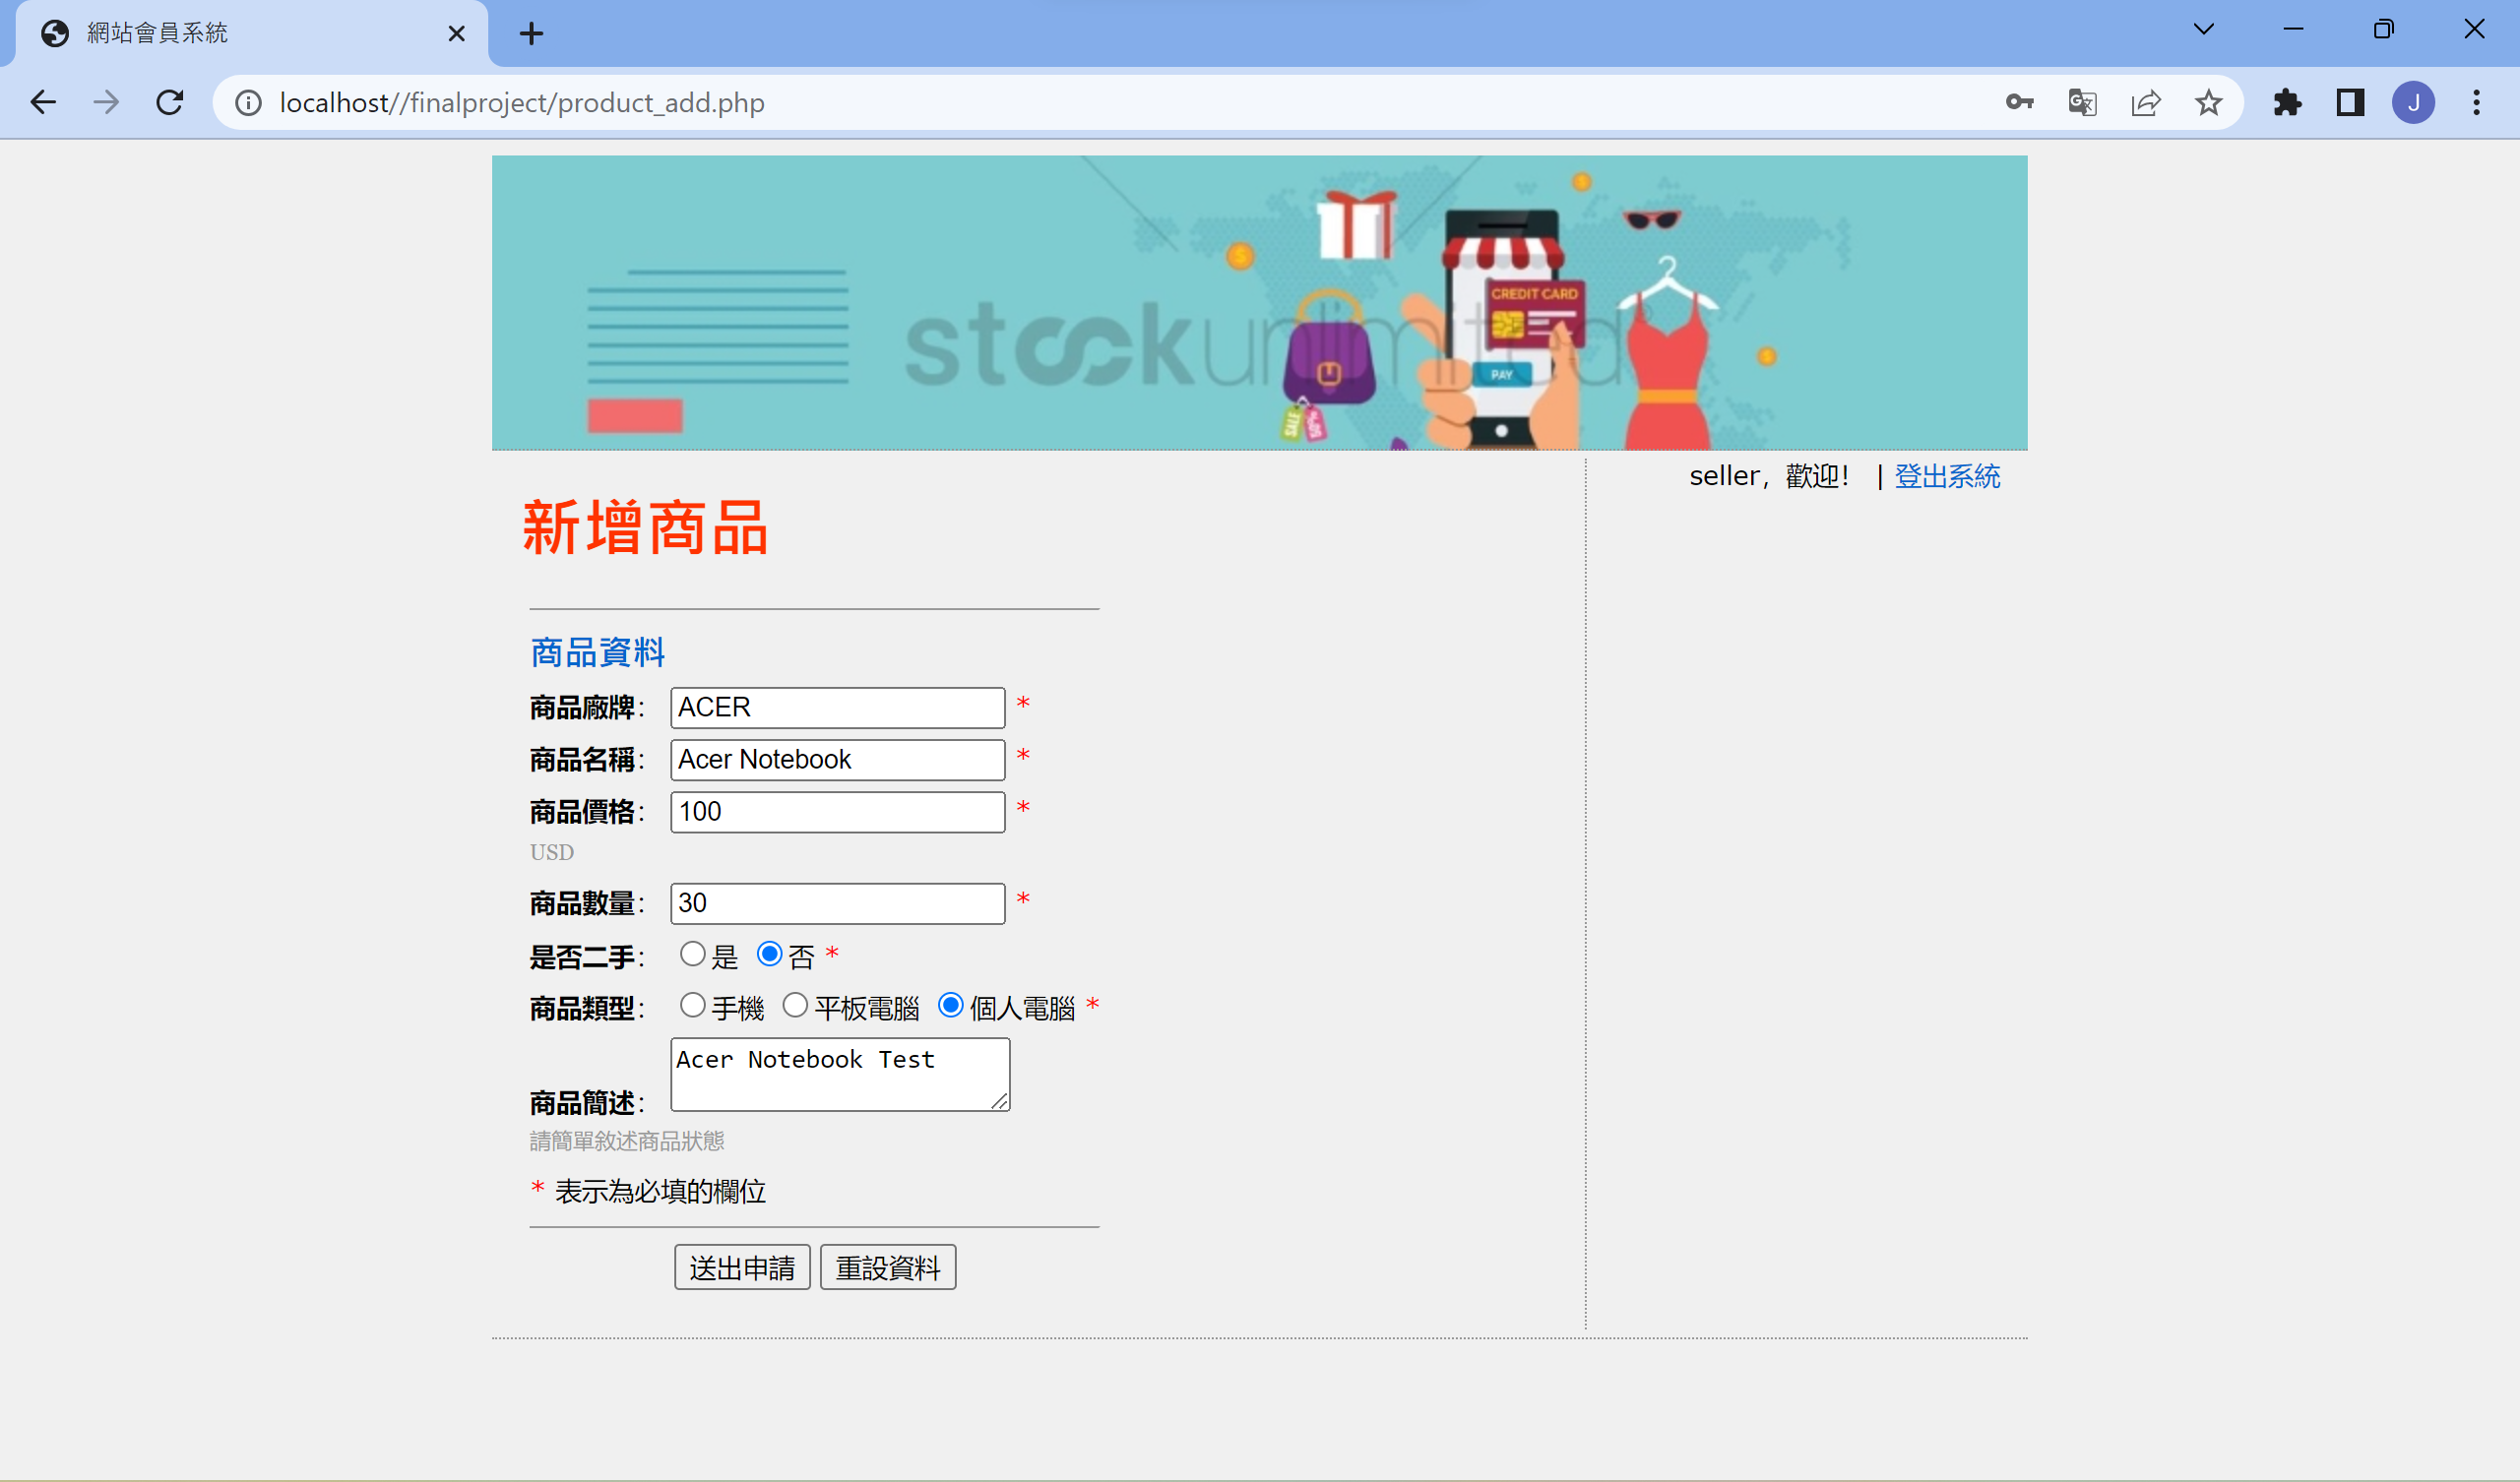 網站會員系統
localhost//finalproject/product_add.php
J
CREDIT CARD
stockunlimited
PAY
SALE
50%
seller，歡迎！ | 登出系統
新增商品
商品資料
商品廠牌： ACER *
商品名稱： Acer Notebook *
商品價格： 100 *
USD
商品數量： 30 *
是否二手： 是 否 *
商品類型： 手機 平板電腦 個人電腦 *
Acer Notebook Test
商品簡述：
請簡單敘述商品狀態
* 表示為必填的欄位
送出申請 重設資料